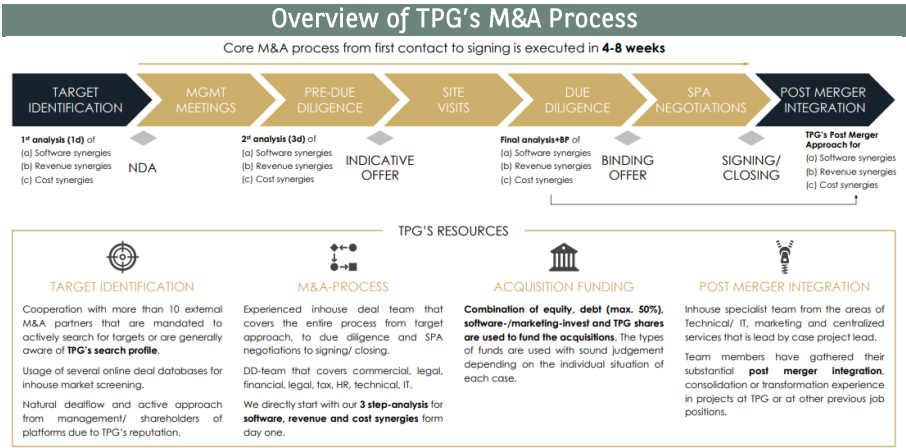 Overview of TPG's M&A Process
Core M&A process from first contact to signing is executed in 4-8 weeks
TARGET
IDENTIFICATION
MGMT
MEETINGS
PRE-DUE
DILIGENCE
SITE
VISITS
DUE
DILIGENCE
SPA
NEGOTIATIONS
POST MERGER
INTEGRATION
1st analysis (1d) of
(a) Software synergies
(b) Revenue synergies
(c) Cost synergies
NDA
2nd analysis (3d) of
(a) Software synergies
(b) Revenue synergies
(c) Cost synergies
INDICATIVE
OFFER
Final analysis+BP of
(a) Software synergies
(b) Revenue synergies
(c) Cost synergies
BINDING
OFFER
SIGNING/
CLOSING
TPG's Post Merger
Approach for
(a) Software synergies
(b) Revenue synergies
(c) Cost synergies
TPG'S RESOURCES
TARGET IDENTIFICATION
Cooperation with more than 10 external
M&A partners that are mandated to
actively search for targets or are generally
aware of TPG's search profile.
Usage of several online deal databases for
inhouse market screening.
Natural dealflow and active approach
from management/ shareholders of
platforms due to TPG's reputation.
M&A-PROCESS
Experienced inhouse deal team that
covers the entire process from target
approach, to due diligence and SPA
negotiations to signing/ closing.
DD-team that covers commercial, legal,
financial, legal, tax, HR, technical, IT.
We directly start with our 3 step-analysis for
software, revenue and cost synergies form
day one.
ACQUISITION FUNDING
Combination of equity, debt (max. 50%),
software-/marketing-invest and TPG shares
are used to fund the acquisitions. The types
of funds are used with sound judgement
depending on the individual situation of
each case.
POST MERGER INTEGRATION
Inhouse specialist team from the areas of
Technical/ IT, marketing and centralized
services that is lead by case project lead.
Team members have gathered their
substantial post merger integration,
consolidation or transformation experience
in projects at TPG or at other previous job
positions.